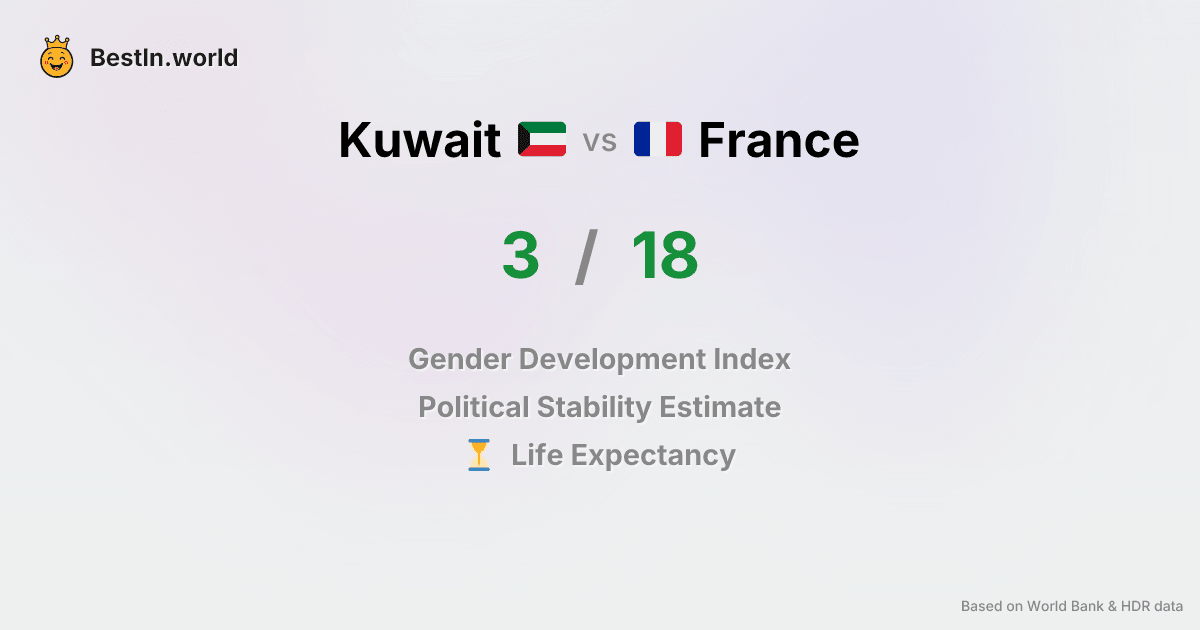 BestIn.world
Kuwait vs France
3 / 18
Gender Development Index
Political Stability Estimate
Life Expectancy
Based on World Bank & HDR data